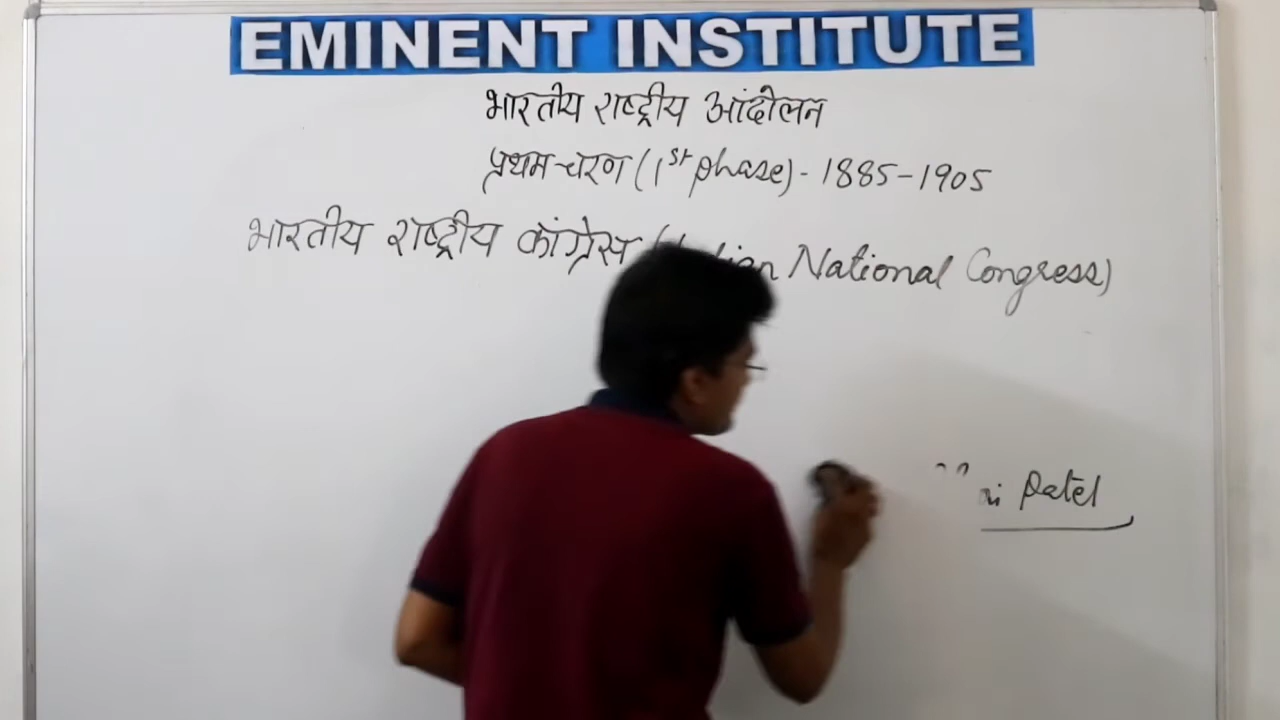 EMINENT INSTITUTE
भारतीय राष्ट्रीय आंदोलन
प्रथम चरण (1st phase) - 1885-1905
भारतीय राष्ट्रीय कांग्रेस ( National Congress)
Patel